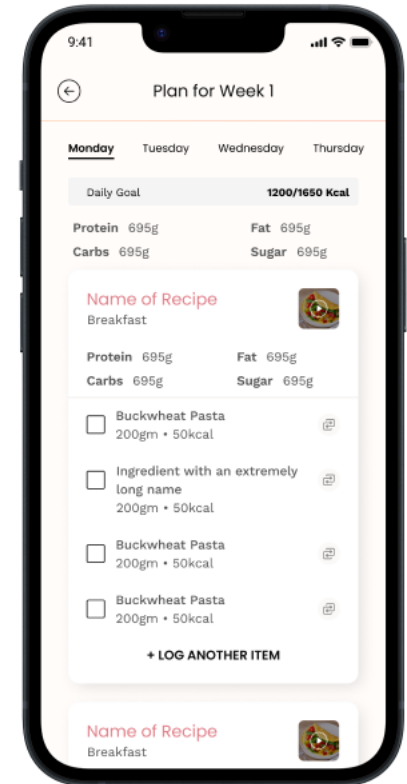 9:41
Plan for Week 1
Monday Tuesday Wednesday Thursday
Daily Goal 1200/1650 Kcal
Protein 695g Fat 695g
Carbs 695g Sugar 695g
Name of Recipe
Breakfast
Protein 695g Fat 695g
Carbs 695g Sugar 695g
Buckwheat Pasta
200gm • 50kcal
Ingredient with an extremely
long name
200gm • 50kcal
Buckwheat Pasta
200gm • 50kcal
Buckwheat Pasta
200gm • 50kcal
+ LOG ANOTHER ITEM
Name of Recipe
Breakfast